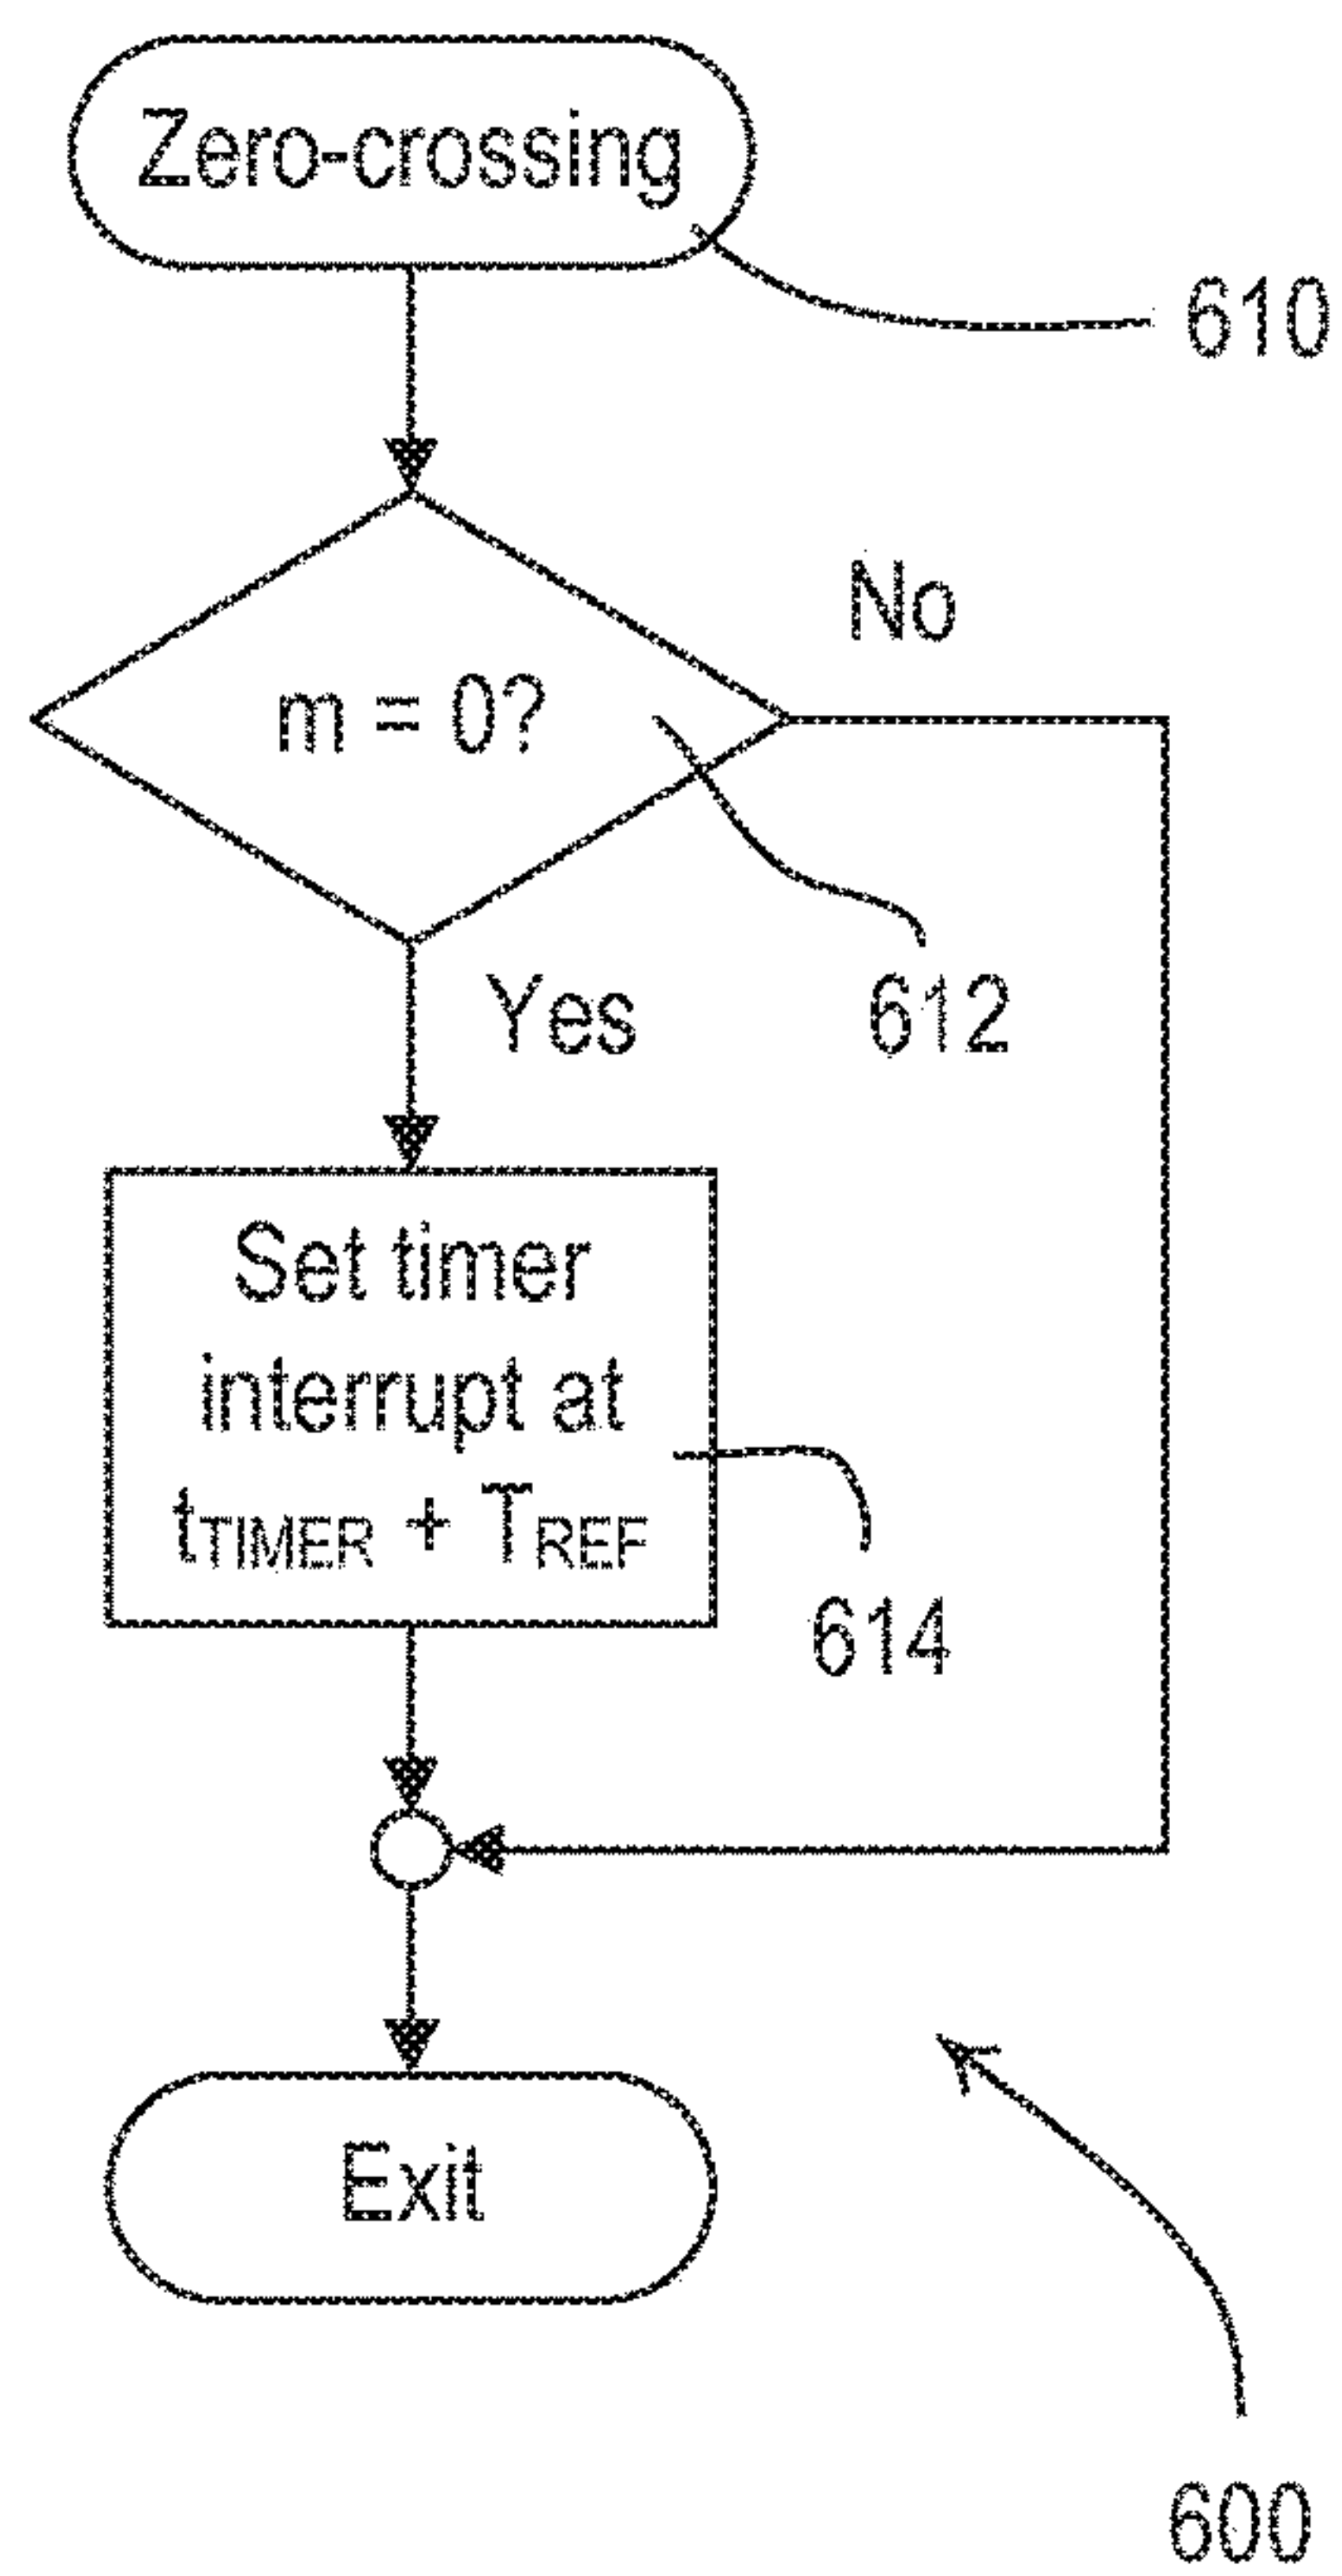 Zero-crossing
610
No
m = 0?
612
Yes
Set timer
interrupt at
tTIMER + TREF
614
Exit
600